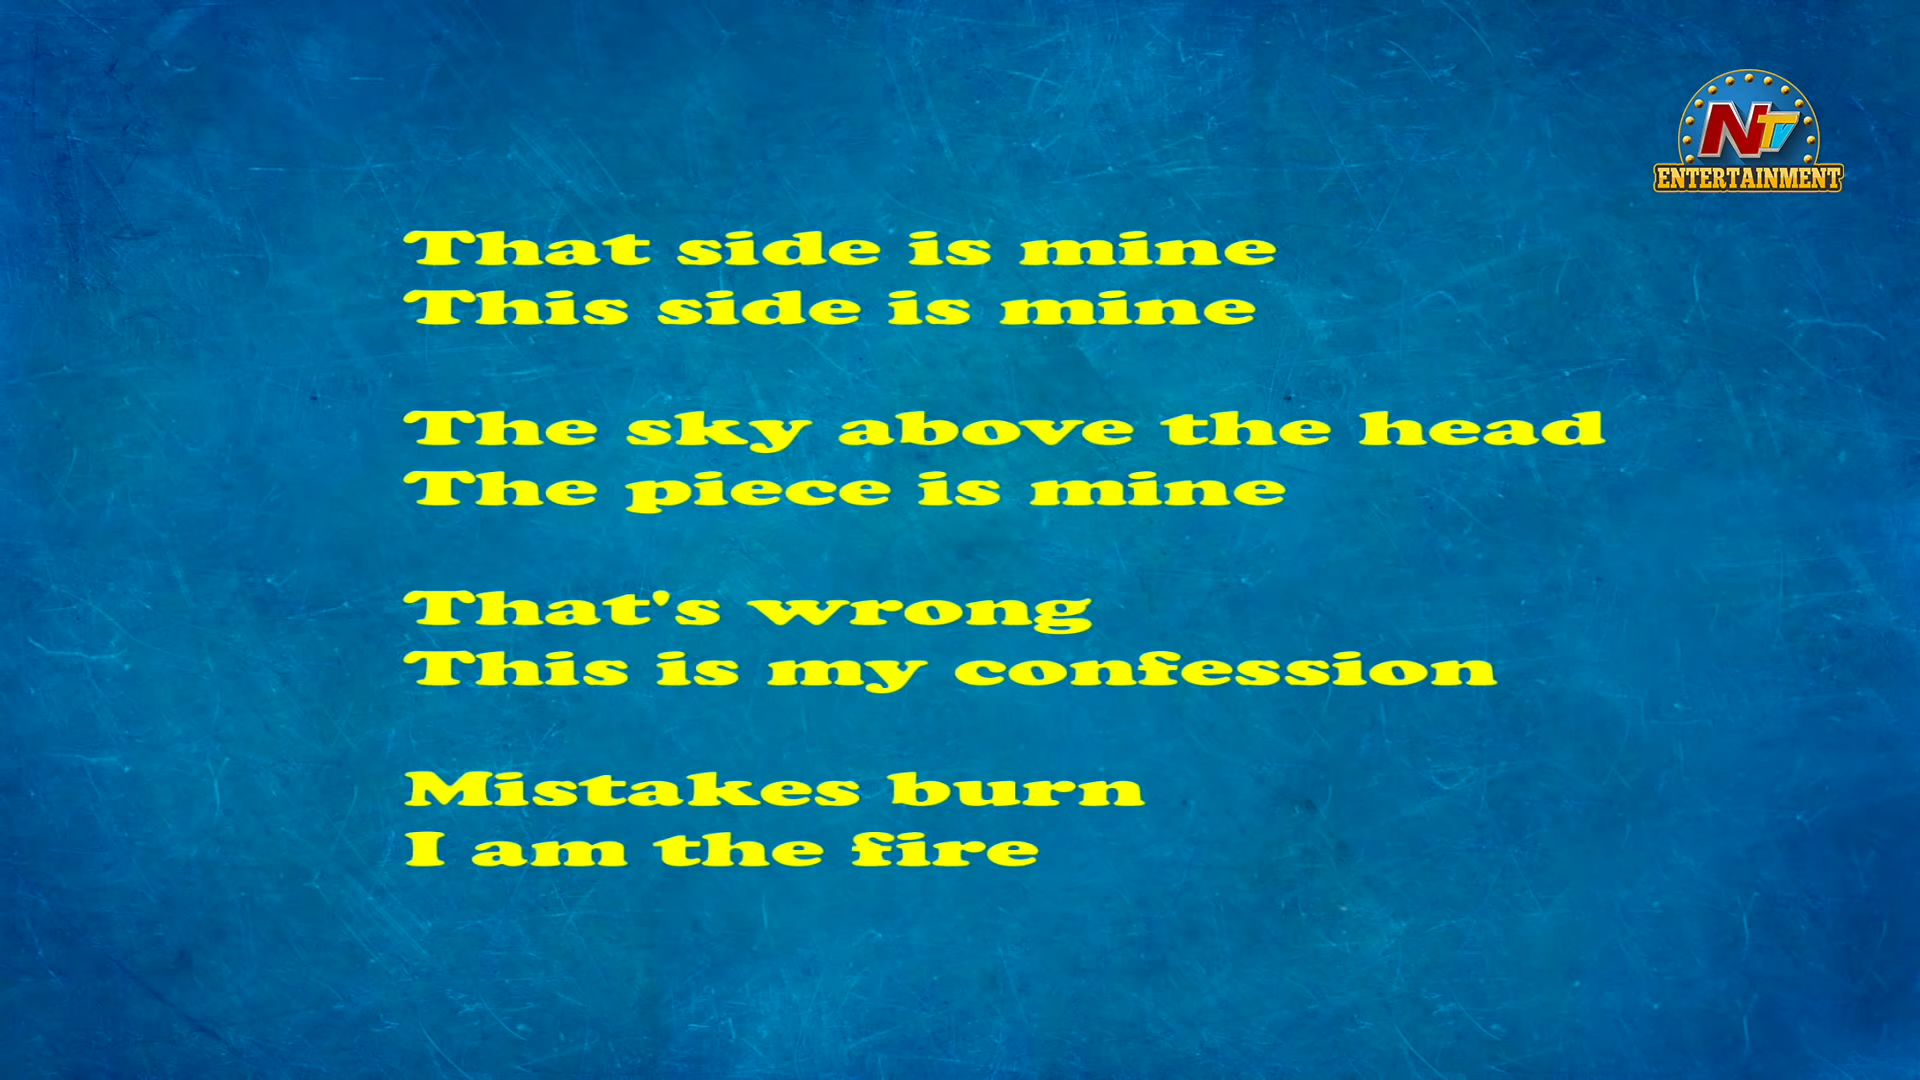 NTV
ENTERTAINMENT
That side is mine
This side is mine
The sky above the head
The piece is mine
That's wrong
This is my confession
Mistakes burn
I am the fire